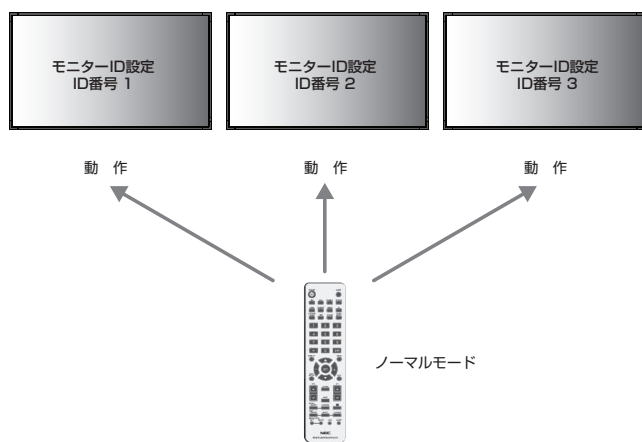 モニターID設定
ID番号 1
モニターID設定
ID番号 2
モニターID設定
ID番号 3
動 作
動 作
動 作
ノーマルモード
NEC